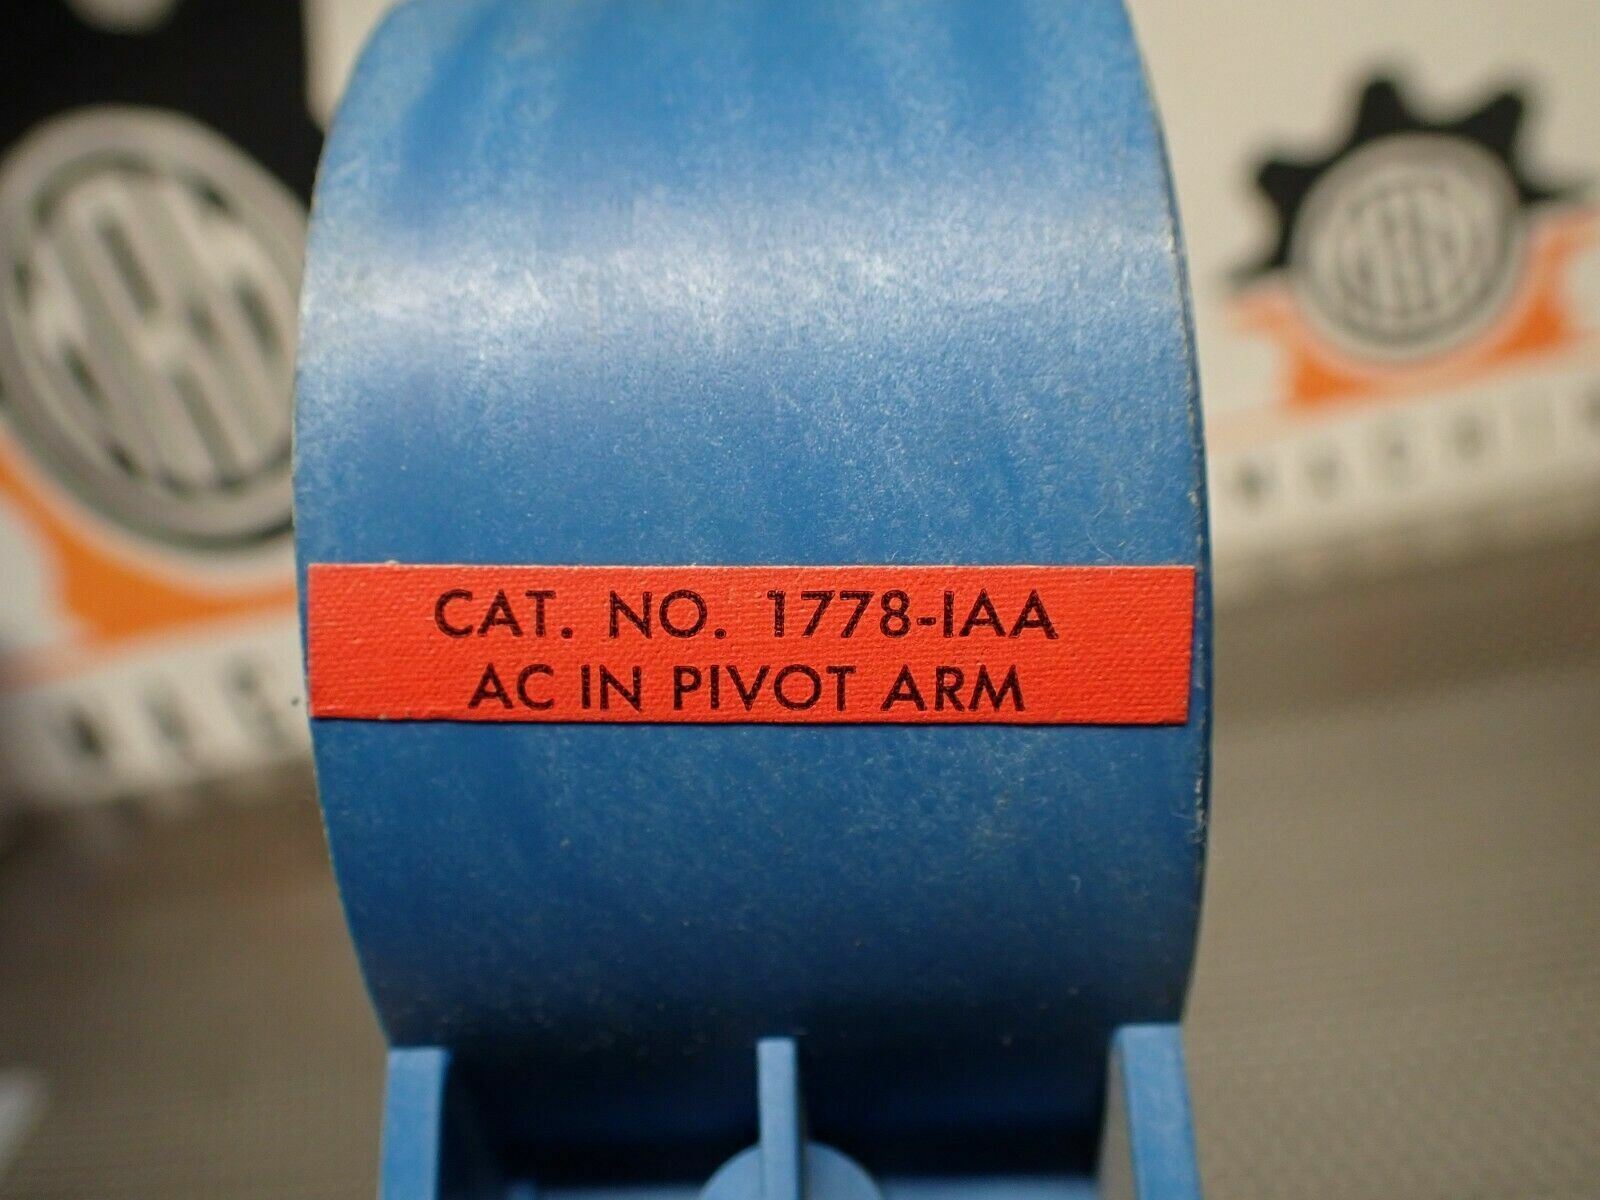 CAT. NO. 1778-IAA
AC IN PIVOT ARM